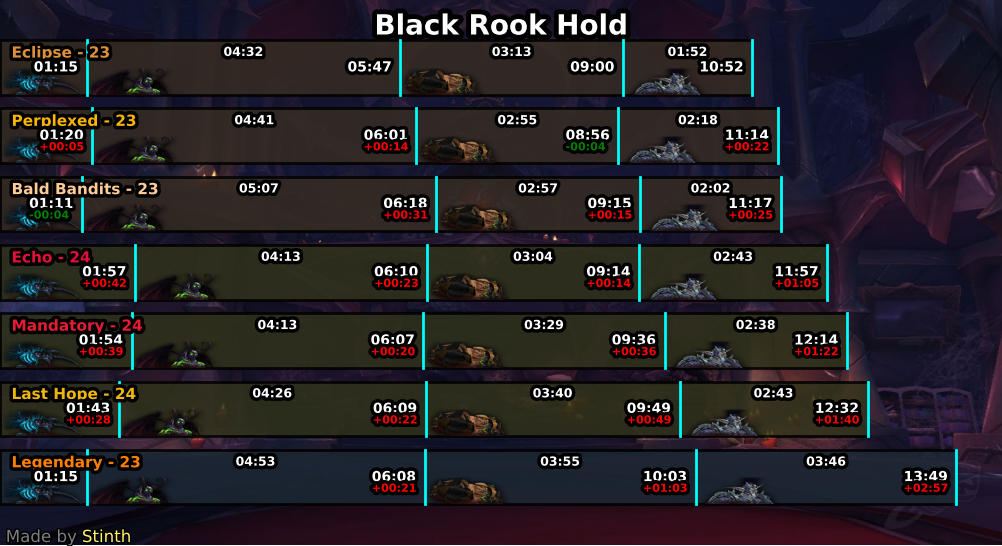 Black Rook Hold
Eclipse - 23 04:32 03:13 01:52
01:15 05:47 09:00 10:52
Perplexed - 23 04:41 02:55 02:18
01:20 06:01 08:56 11:14
+00:05 +00:14 -00:04 +00:22
Bald Bandits - 23 05:07 02:57 02:02
01:11 06:18 09:15 11:17
-00:04 +00:31 +00:15 +00:25
Echo - 24 04:13 03:04 02:43
01:57 06:10 09:14 11:57
+00:42 +00:23 +00:14 +01:05
Mandatory - 24 04:13 03:29 02:38
01:54 06:07 09:36 12:14
+00:39 +00:20 +00:36 +01:22
Last Hope - 24 04:26 03:40 02:43
01:43 06:09 09:49 12:32
+00:28 +00:22 +00:49 +01:40
Legendary - 23 04:53 03:55 03:46
01:15 06:08 10:03 13:49
+00:21 +01:03 +02:57
Made by Stinth